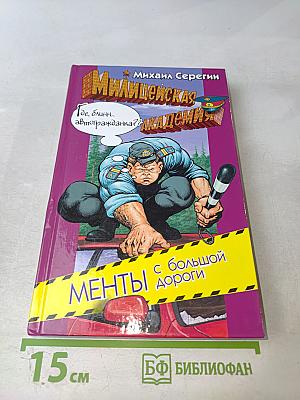 Михаил Серегин
Милицейская
академия
Где, блин,
автогражданка?
МЕНТЫ с большой
дороги
15 см
БФ БИБЛИОФАН